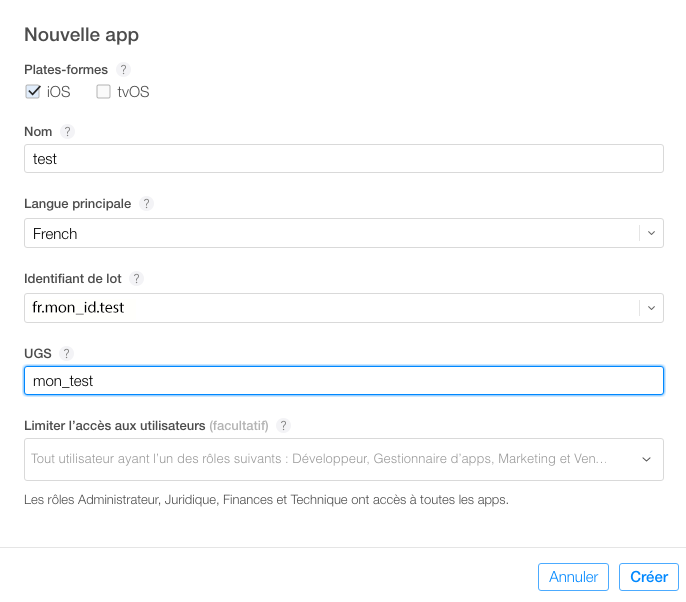 Nouvelle app
Plates-formes ?
iOS tvOS
Nom ?
test
Langue principale ?
French
Identifiant de lot ?
fr.mon_id.test
UGS ?
mon_test
Limiter l'accès aux utilisateurs (facultatif) ?
Tout utilisateur ayant l'un des rôles suivants : Développeur, Gestionnaire d'apps, Marketing et Ven...
Les rôles Administrateur, Juridique, Finances et Technique ont accès à toutes les apps.
Annuler Créer